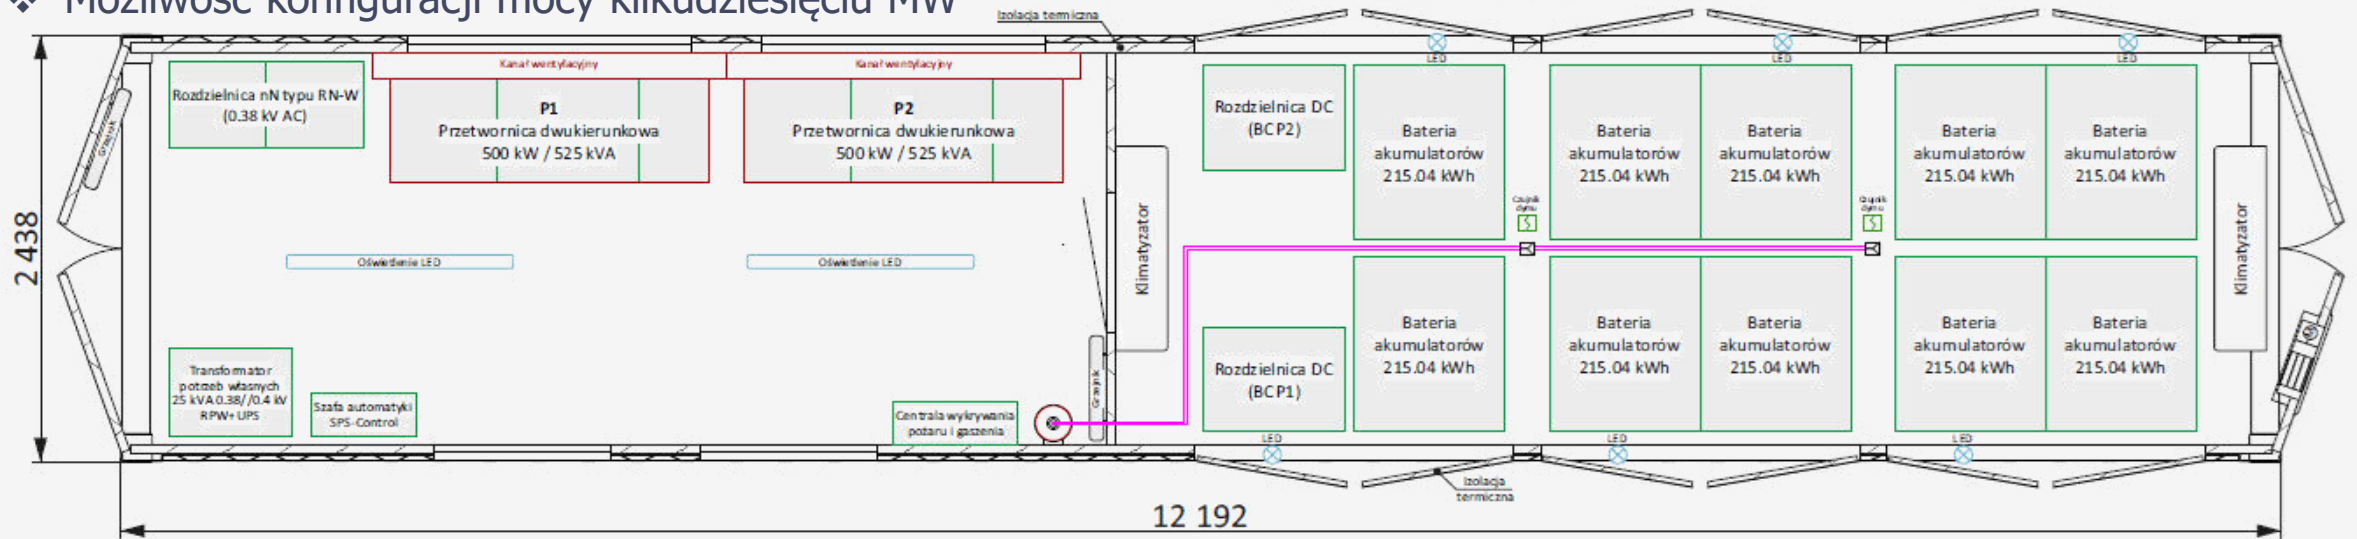 ❖ Możliwość konfiguracji mocy kilkudziesięciu MW
Izolacja termiczna
LED
LED
LED
Kanał wentylacyjny
Kanał wentylacyjny
Rozdzielnica nN typu RN-W
(0.38 kV AC)
P1
Przetwornica dwukierunkowa
500 kW / 525 kVA
P2
Przetwornica dwukierunkowa
500 kW / 525 kVA
Rozdzielnica DC
(BCP2)
Bateria
akumulatorów
215.04 kWh
Bateria
akumulatorów
215.04 kWh
Bateria
akumulatorów
215.04 kWh
Bateria
akumulatorów
215.04 kWh
Bateria
akumulatorów
215.04 kWh
Grzejnik
Czujnik
dymu
Czujnik
dymu
2 438
Oświetlenie LED
Oświetlenie LED
Klimatyzator
Klimatyzator
Transformator
potrzeb własnych
25 kVA 0.38//0.4 kV
RPW+ UPS
Szafa automatyki
SPS-Control
Centrala wykrywania
pożaru i gaszenia
Grzejnik
Rozdzielnica DC
(BCP1)
Bateria
akumulatorów
215.04 kWh
Bateria
akumulatorów
215.04 kWh
Bateria
akumulatorów
215.04 kWh
Bateria
akumulatorów
215.04 kWh
Bateria
akumulatorów
215.04 kWh
LED
LED
LED
Izolacja
termiczna
12 192